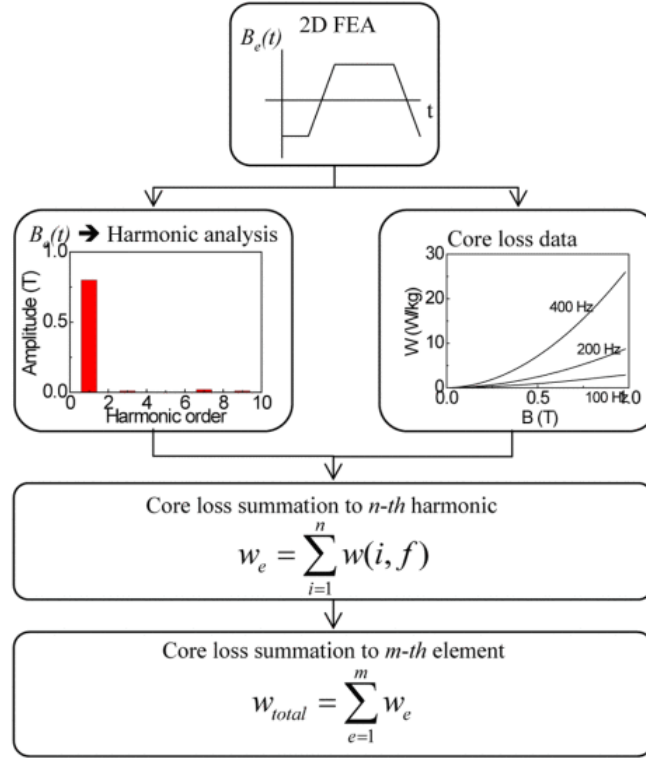 2D FEA
Bₑ(t)
t
Bₑ(t) ➔ Harmonic analysis
Amplitude (T)
1.0
0.5
0.0
0 2 4 6 8 10
Harmonic order
Core loss data
W (W/kg)
30
20
10
0
400 Hz
200 Hz
100 Hz
0.0 0.5 1.0
B (T)
Core loss summation to n-th harmonic
wₑ = ∑ⁿᵢ₌₁ w(i, f)
Core loss summation to m-th element
w_total = ∑ᵐₑ₌₁ wₑ